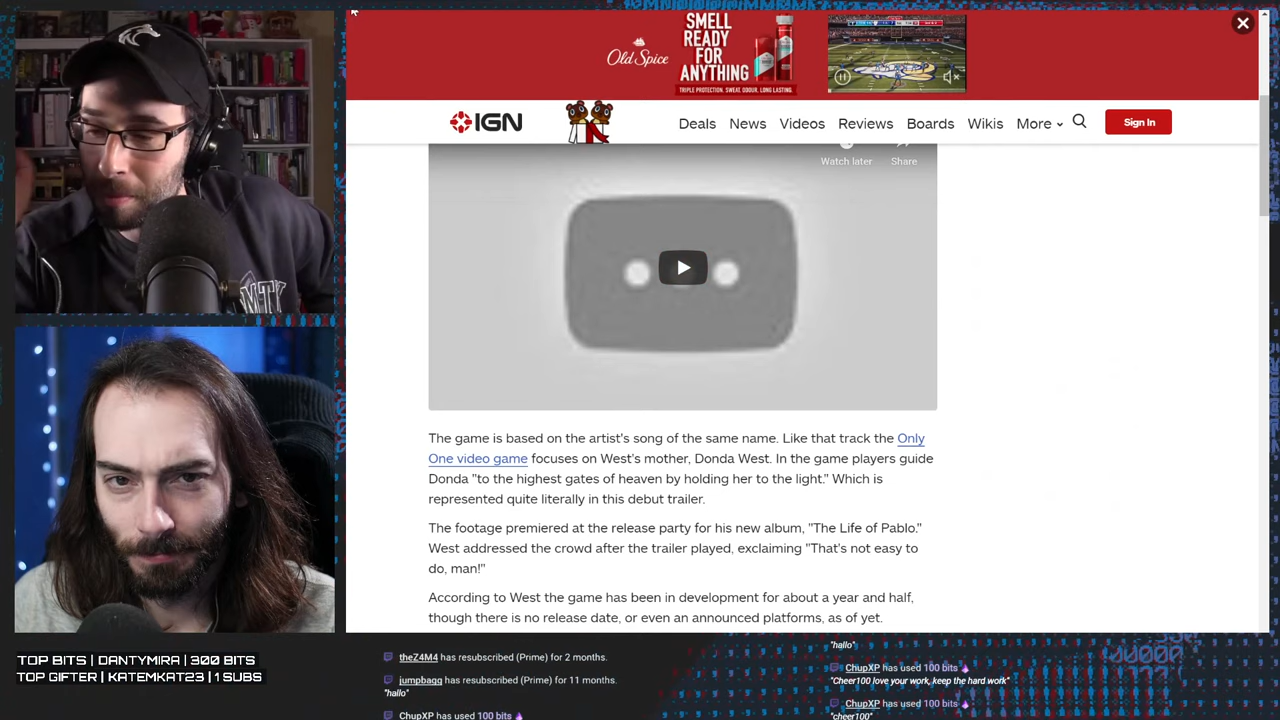 SMELL
READY
FOR
ANYTHING
Old Spice
TRIPLE PROTECTION. SWEAT. ODOUR. LONG LASTING.
IGN
Deals
News
Videos
Reviews
Boards
Wikis
More
Sign In
Watch later
Share
The game is based on the artist's song of the same name. Like that track the Only
One video game focuses on West's mother, Donda West. In the game players guide
Donda "to the highest gates of heaven by holding her to the light." Which is
represented quite literally in this debut trailer.
The footage premiered at the release party for his new album, "The Life of Pablo."
West addressed the crowd after the trailer played, exclaiming "That's not easy to
do, man!"
According to West the game has been in development for about a year and half,
though there is no release date, or even an announced platforms, as of yet.
TOP BITS | DANTYMIRA | 300 BITS
TOP GIFTER | KATEMKAT23 | 1 SUBS
theZ4M4 has resubscribed (Prime) for 2 months.
jumpbagg has resubscribed (Prime) for 11 months.
"hallo"
ChupXP has used 100 bits
"hallo"
ChupXP has used 100 bits
"Cheer100 love your work, keep the hard work"
ChupXP has used 100 bits
"cheer100"